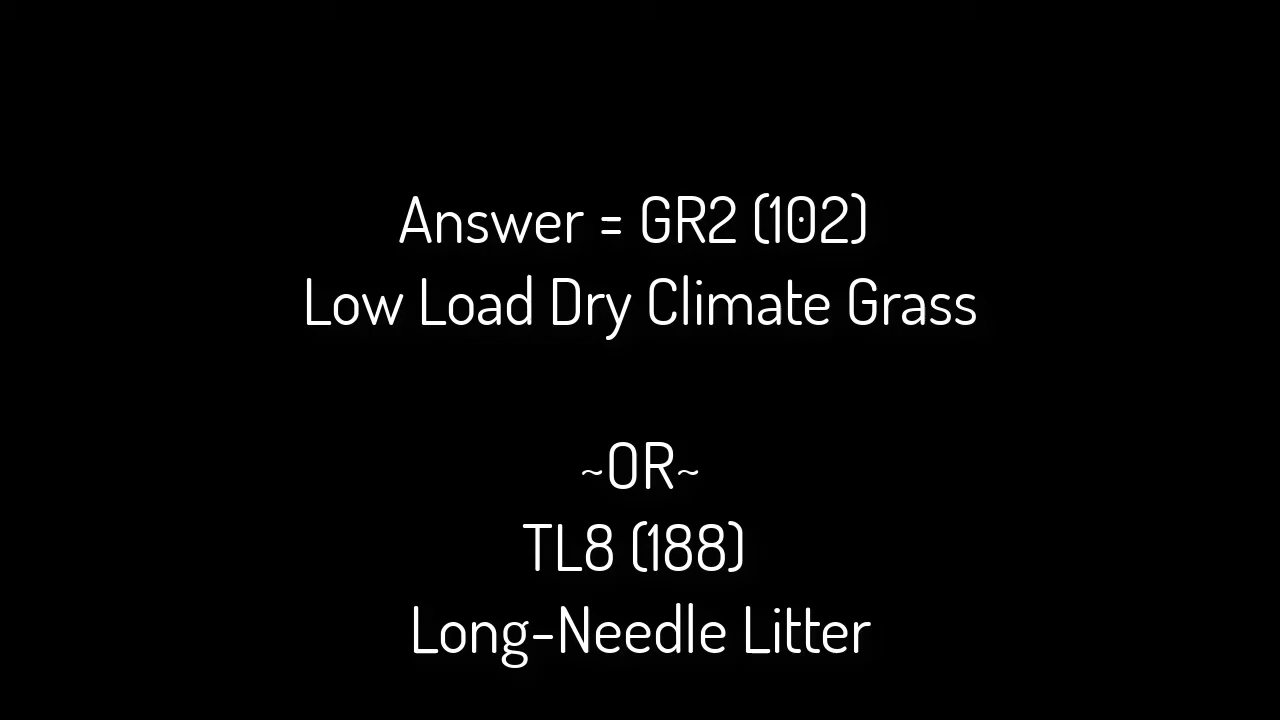 Answer = GR2 (102)
Low Load Dry Climate Grass
~OR~
TL8 (188)
Long-Needle Litter